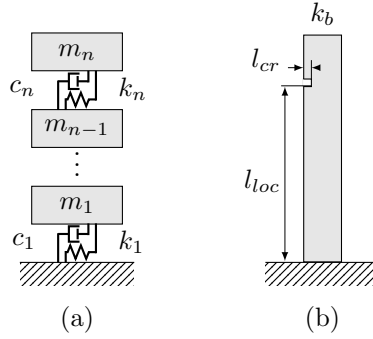 m_n
c_n
k_n
m_{n−1}
⋮
m_1
c_1
k_1
(a)
k_b
l_{cr}
l_{loc}
(b)